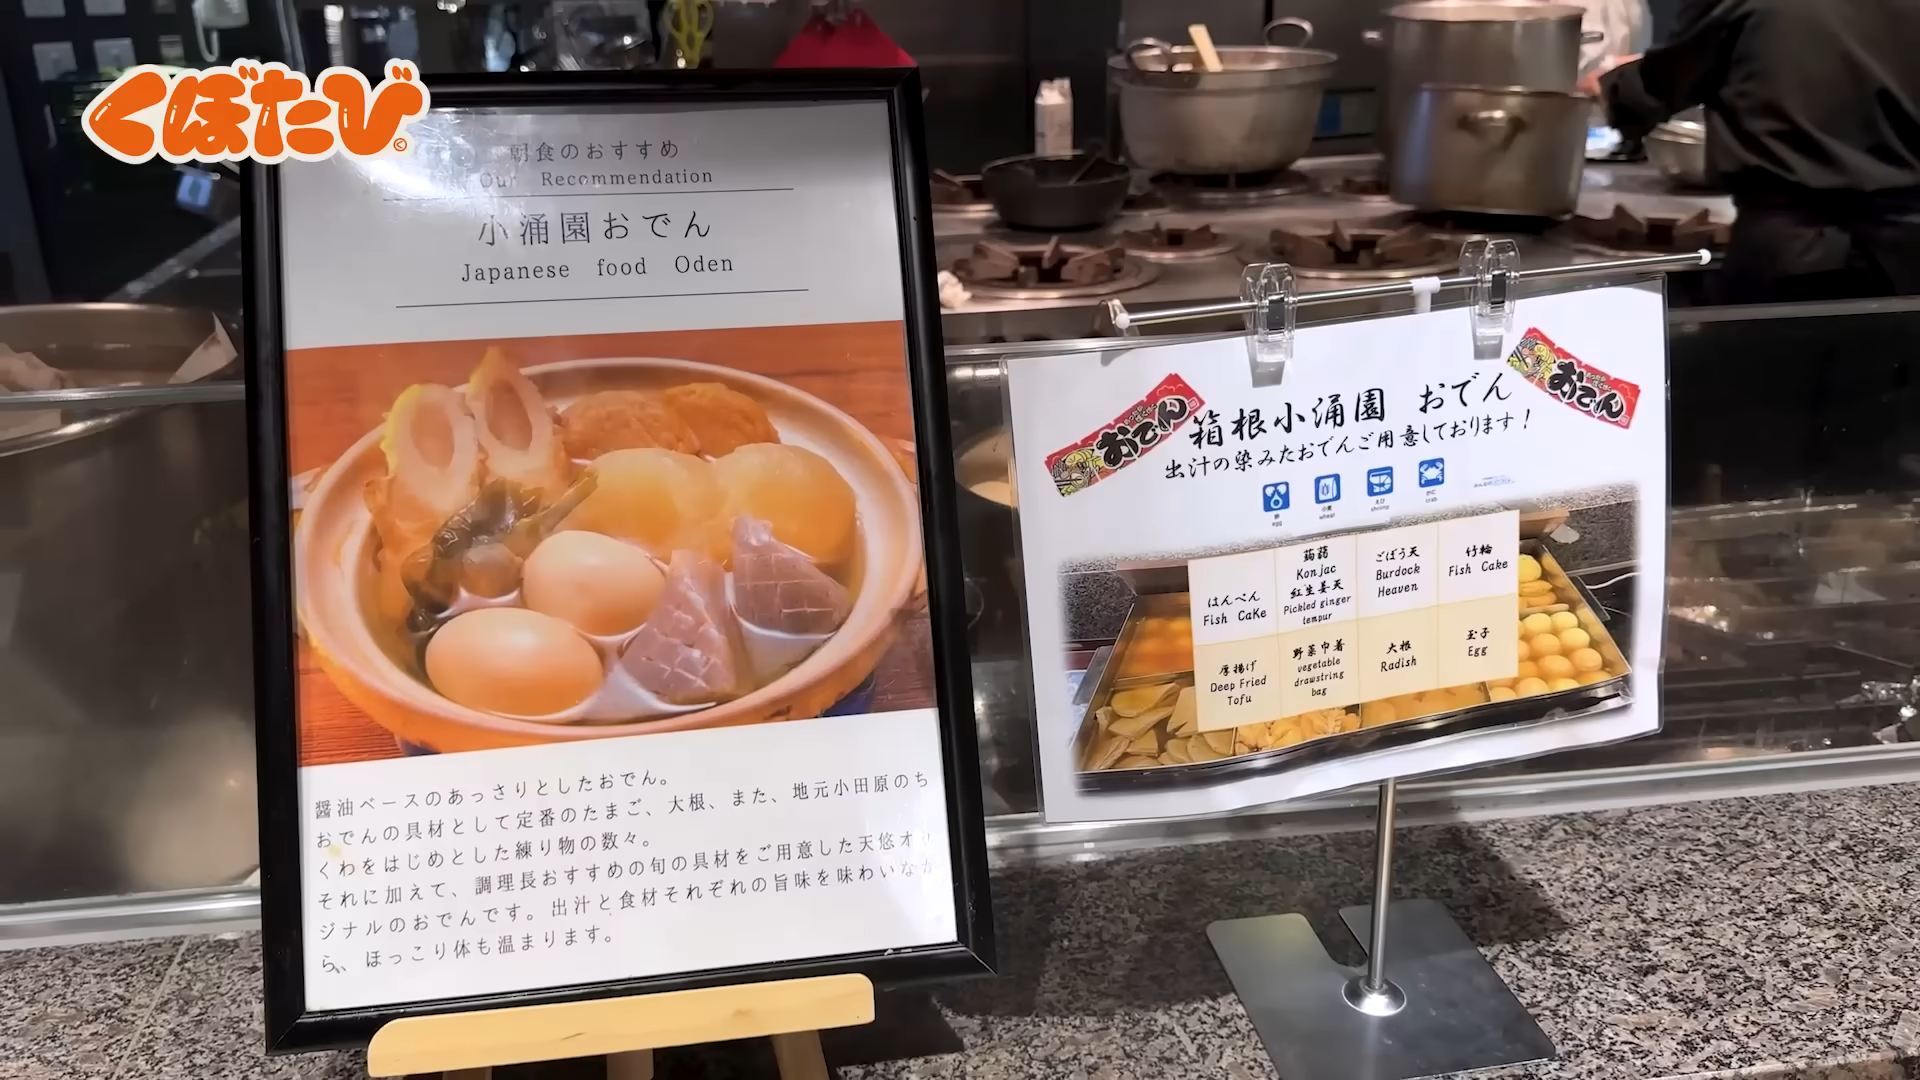 くぼたび
朝食のおすすめ
Our Recommendation
小涌園おでん
Japanese food Oden
醤油ベースのあっさりとしたおでん。
おでんの具材として定番のたまご、大根、また、地元小田原のち
くわをはじめとした練り物の数々。
それに加えて、調理長おすすめの旬の具材をご用意した天悠オリ
ジナルのおでんです。出汁と食材それぞれの旨味を味わいなが
ら、ほっこり体も温まります。
おでん
おでん
箱根小涌園 おでん
出汁の染みたおでんご用意しております！
卵
egg
小麦
wheat
えび
shrimp
かに
crab
はんぺん
Fish CaKe
蒟蒻
Konjac
紅生姜天
Pickled ginger
tempur
ごぼう天
Burdock
Heaven
竹輪
Fish Cake
厚揚げ
Deep Fried
Tofu
野菜巾着
vegetable
drawstring
bag
大根
Radish
玉子
Egg